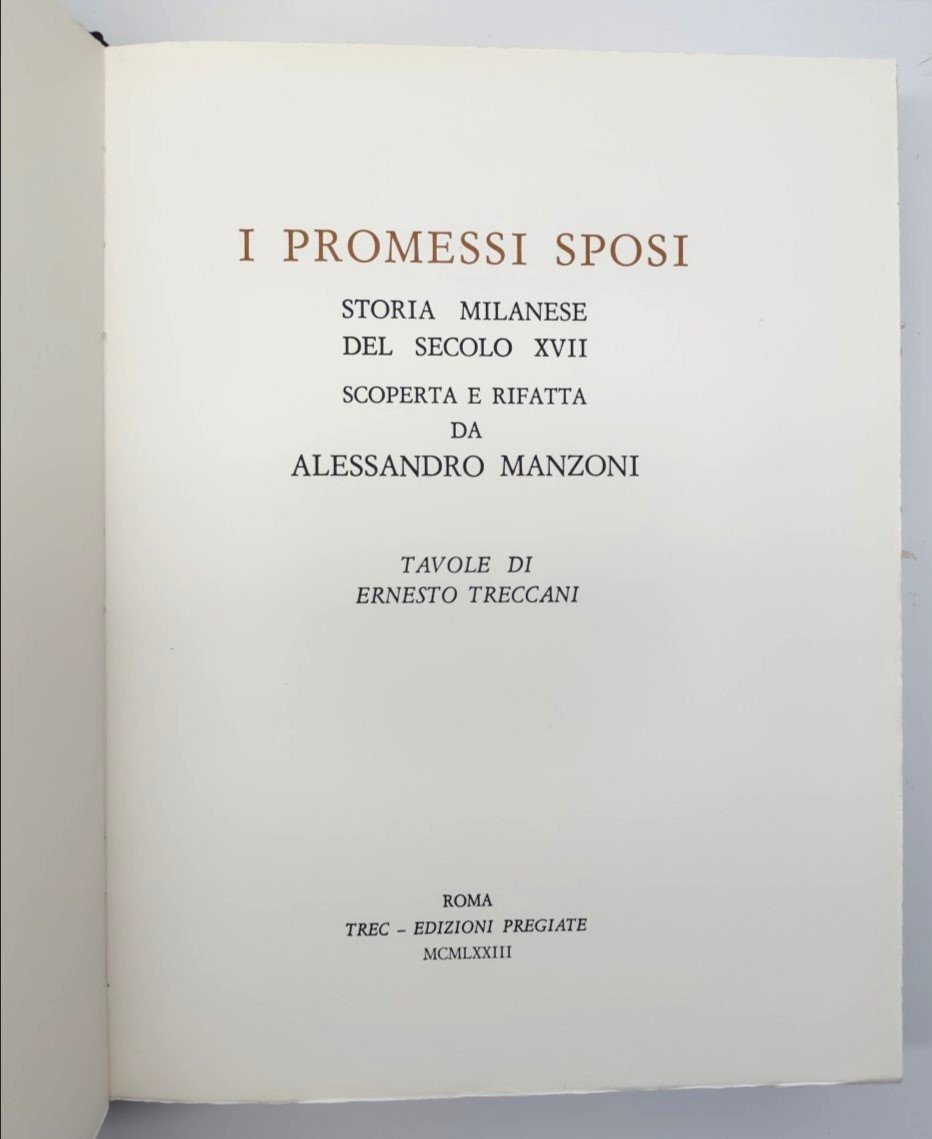 I PROMESSI SPOSI
STORIA MILANESE
DEL SECOLO XVII
SCOPERTA E RIFATTA
DA
ALESSANDRO MANZONI
TAVOLE DI
ERNESTO TRECCANI
ROMA
TREC – EDIZIONI PREGIATE
MCMLXXIII